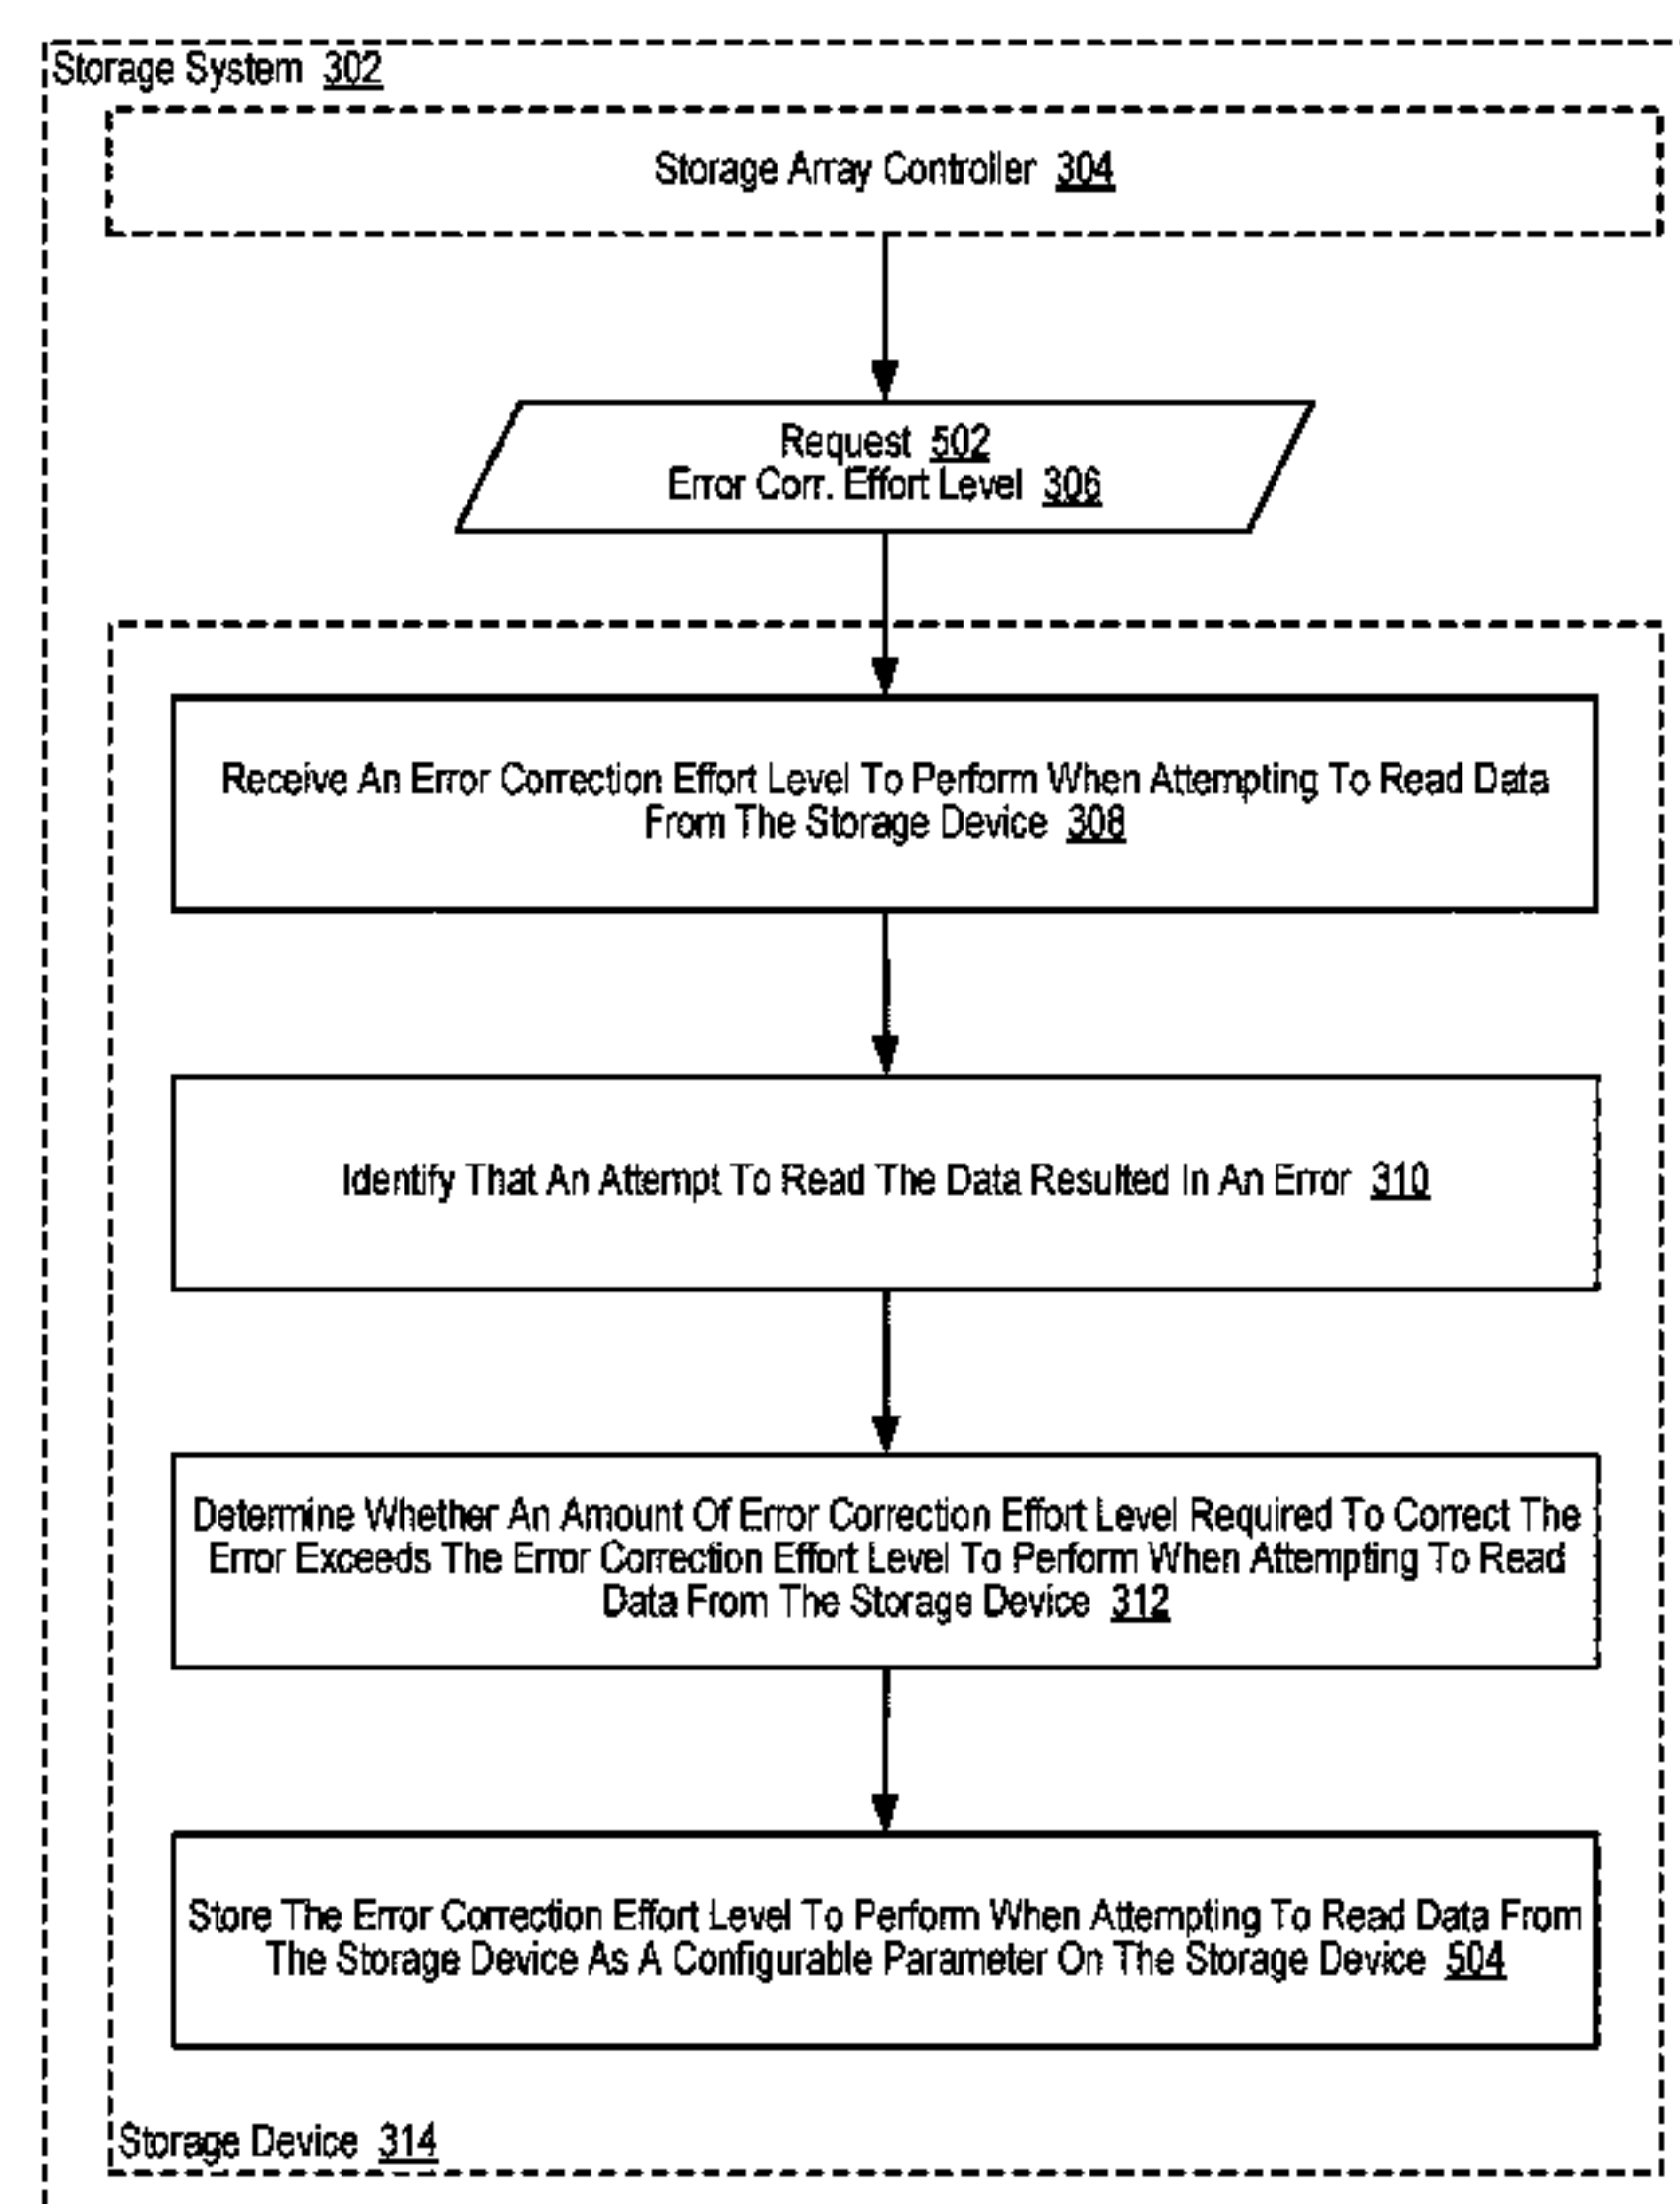 Storage System 302
Storage Array Controller 304
Request 502
Error Corr. Effort Level 306
Receive An Error Correction Effort Level To Perform When Attempting To Read Data
From The Storage Device 308
Identify That An Attempt To Read The Data Resulted In An Error 310
Determine Whether An Amount Of Error Correction Effort Level Required To Correct The
Error Exceeds The Error Correction Effort Level To Perform When Attempting To Read
Data From The Storage Device 312
Store The Error Correction Effort Level To Perform When Attempting To Read Data From
The Storage Device As A Configurable Parameter On The Storage Device 504
Storage Device 314